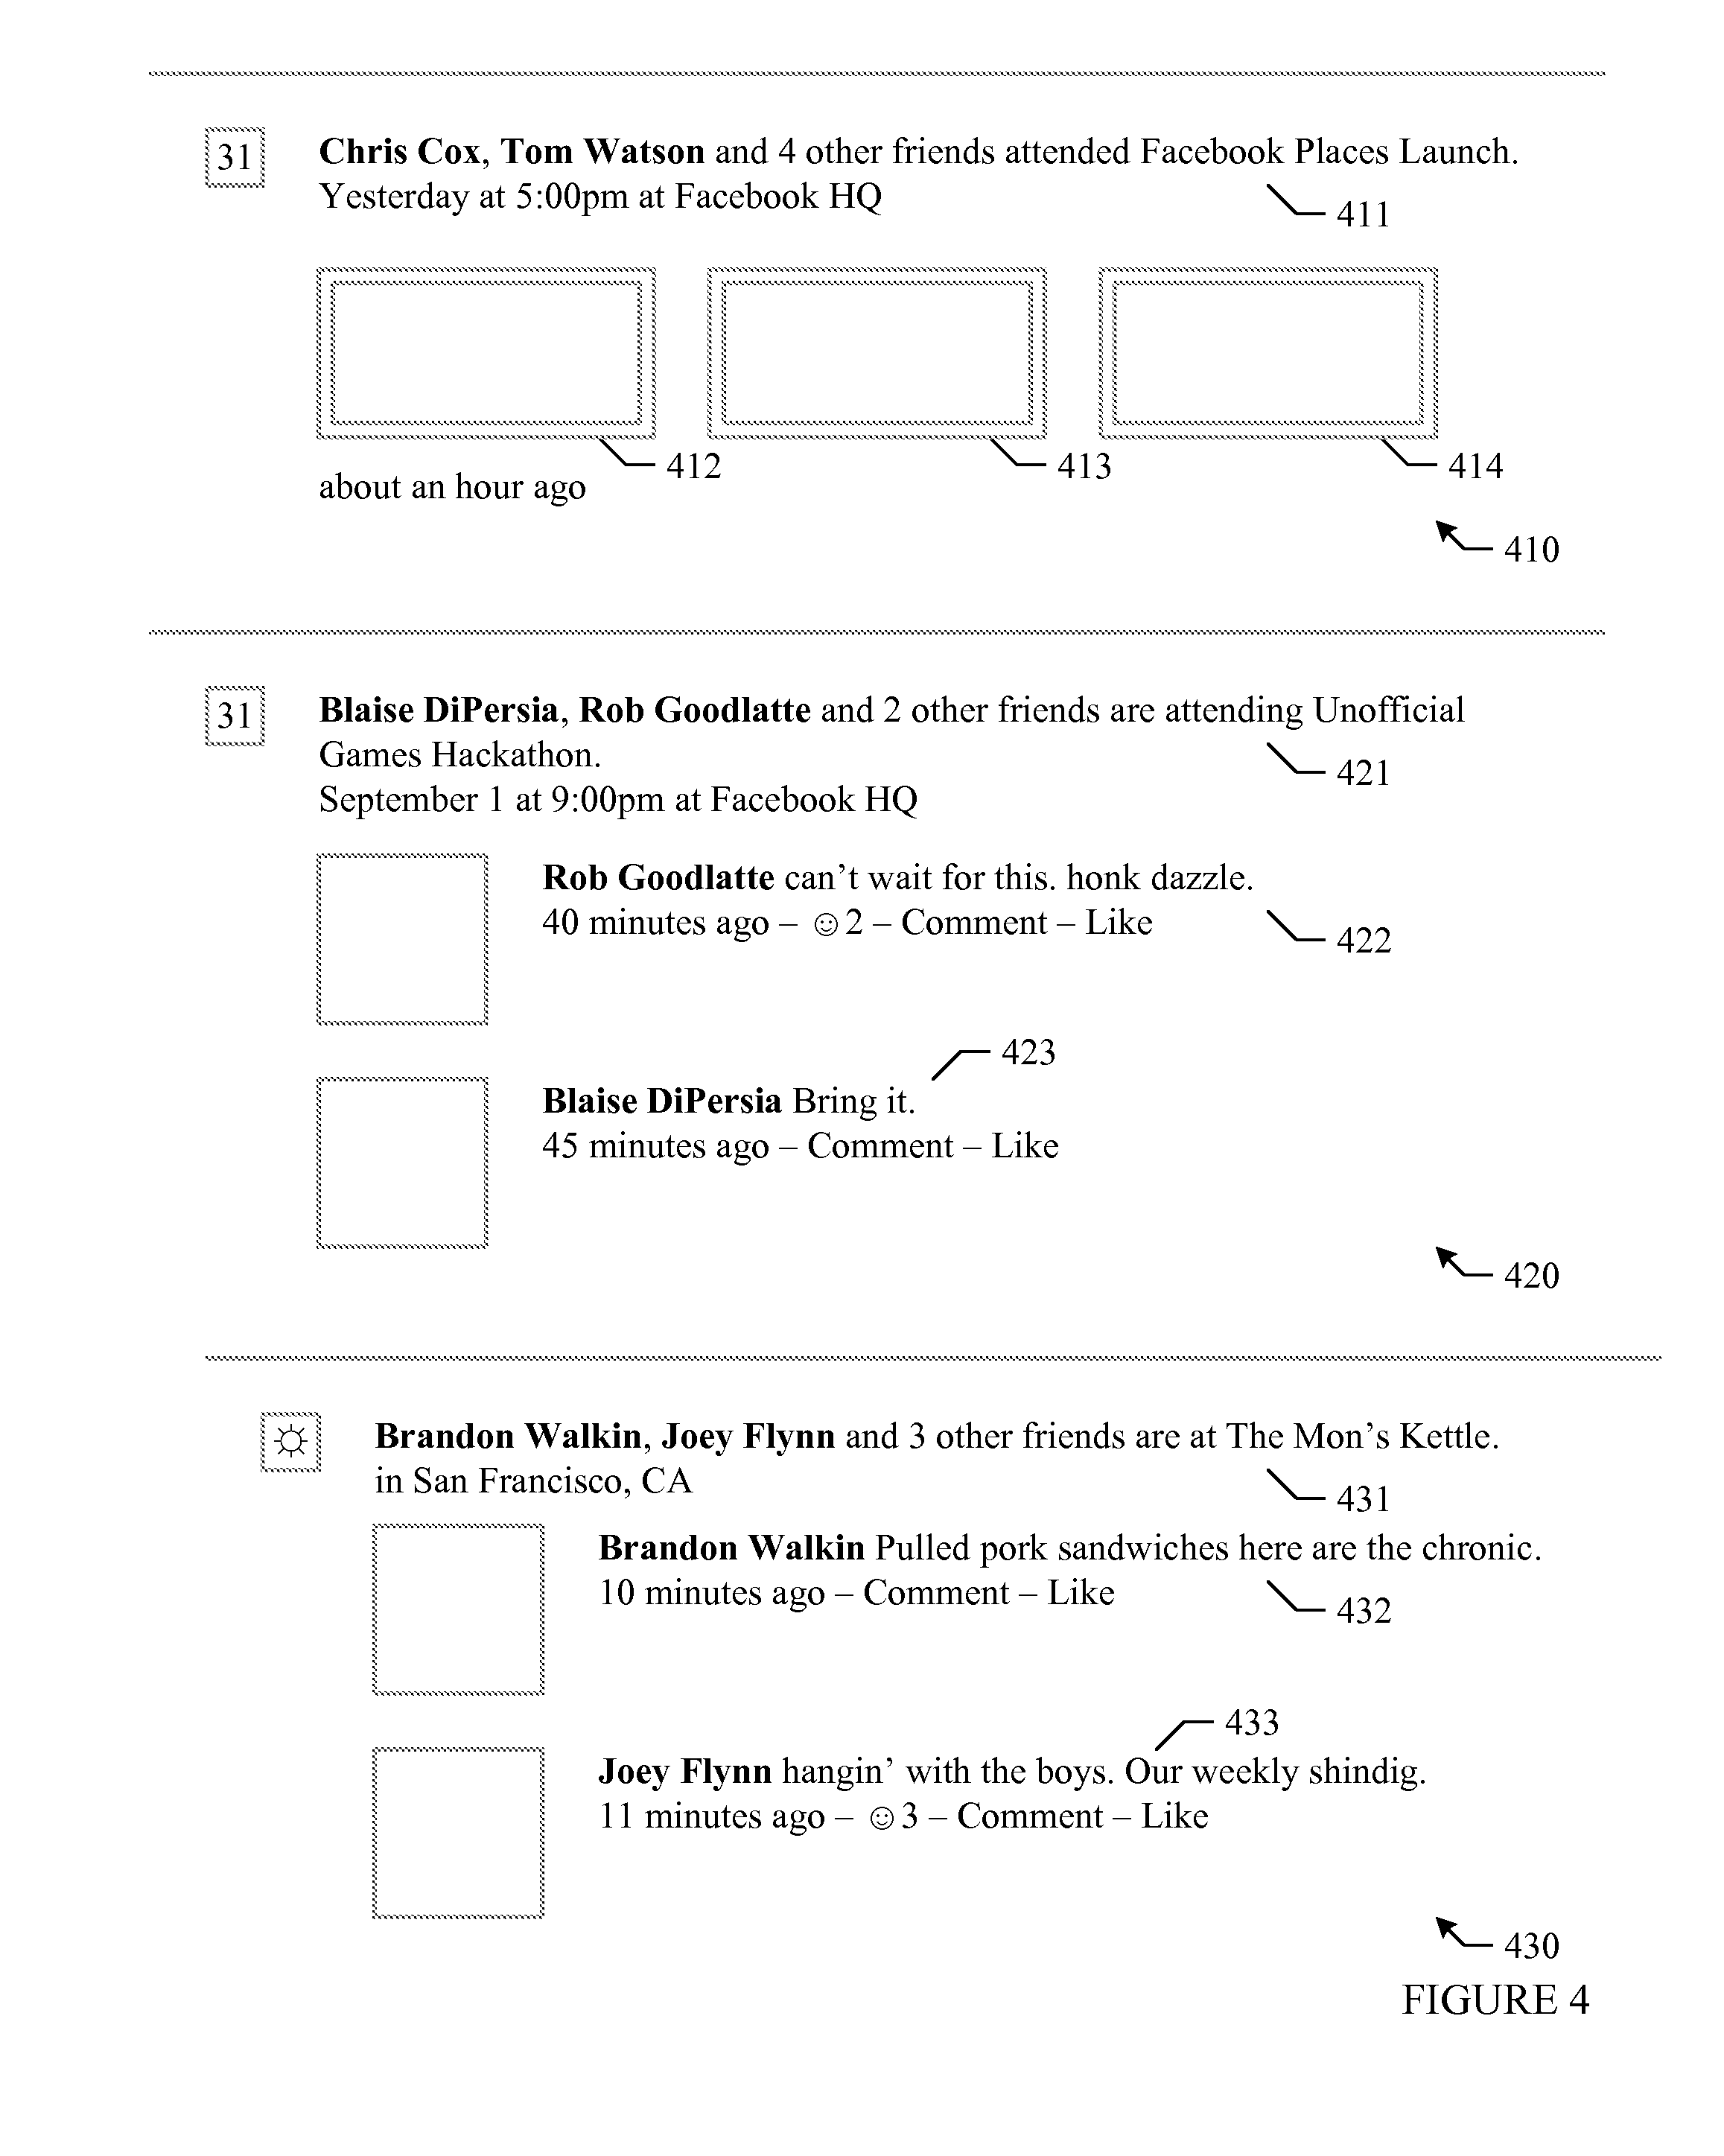 31
Chris Cox, Tom Watson and 4 other friends attended Facebook Places Launch.
Yesterday at 5:00pm at Facebook HQ
411
412
413
414
about an hour ago
410
31
Blaise DiPersia, Rob Goodlatte and 2 other friends are attending Unofficial
Games Hackathon.
421
September 1 at 9:00pm at Facebook HQ
Rob Goodlatte can’t wait for this. honk dazzle.
40 minutes ago – ☺2 – Comment – Like
422
423
Blaise DiPersia Bring it.
45 minutes ago – Comment – Like
420
Brandon Walkin, Joey Flynn and 3 other friends are at The Mon’s Kettle.
in San Francisco, CA
431
Brandon Walkin Pulled pork sandwiches here are the chronic.
10 minutes ago – Comment – Like
432
433
Joey Flynn hangin’ with the boys. Our weekly shindig.
11 minutes ago – ☺3 – Comment – Like
430
FIGURE 4